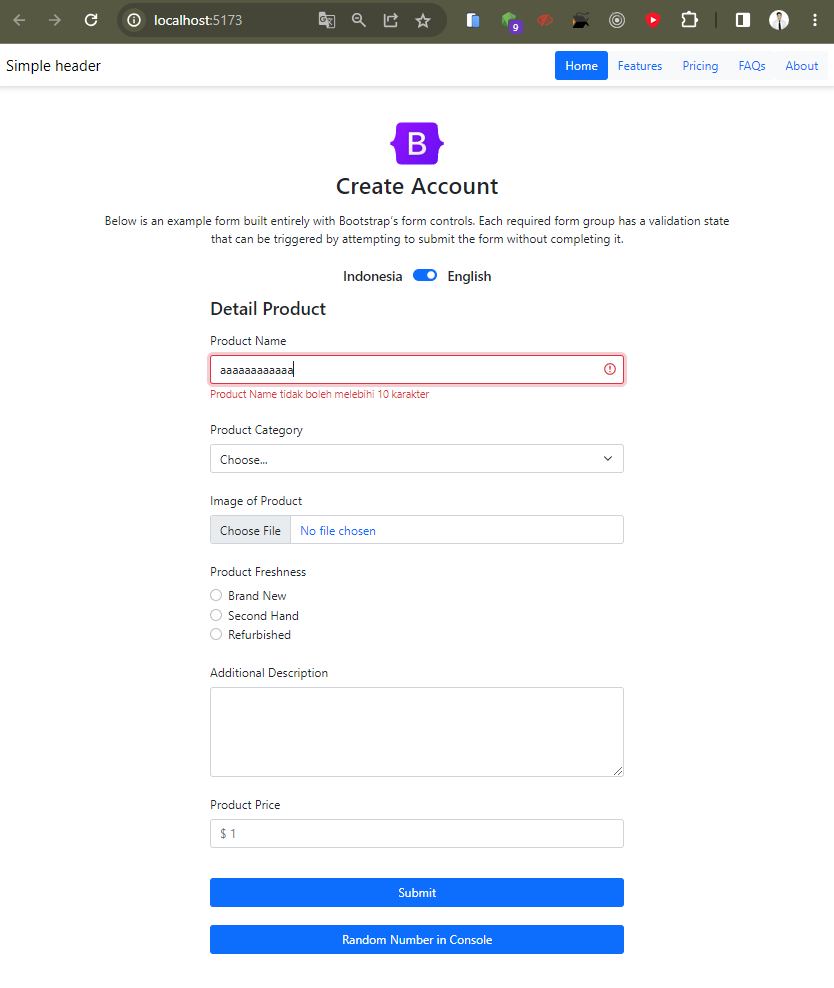 localhost:5173
9
Simple header
Home Features Pricing FAQs About
B
Create Account
Below is an example form built entirely with Bootstrap's form controls. Each required form group has a validation state
that can be triggered by attempting to submit the form without completing it.
Indonesia English
Detail Product
Product Name
aaaaaaaaaaaa
Product Name tidak boleh melebihi 10 karakter
Product Category
Choose...
Image of Product
Choose File No file chosen
Product Freshness
Brand New
Second Hand
Refurbished
Additional Description
Product Price
$ 1
Submit
Random Number in Console